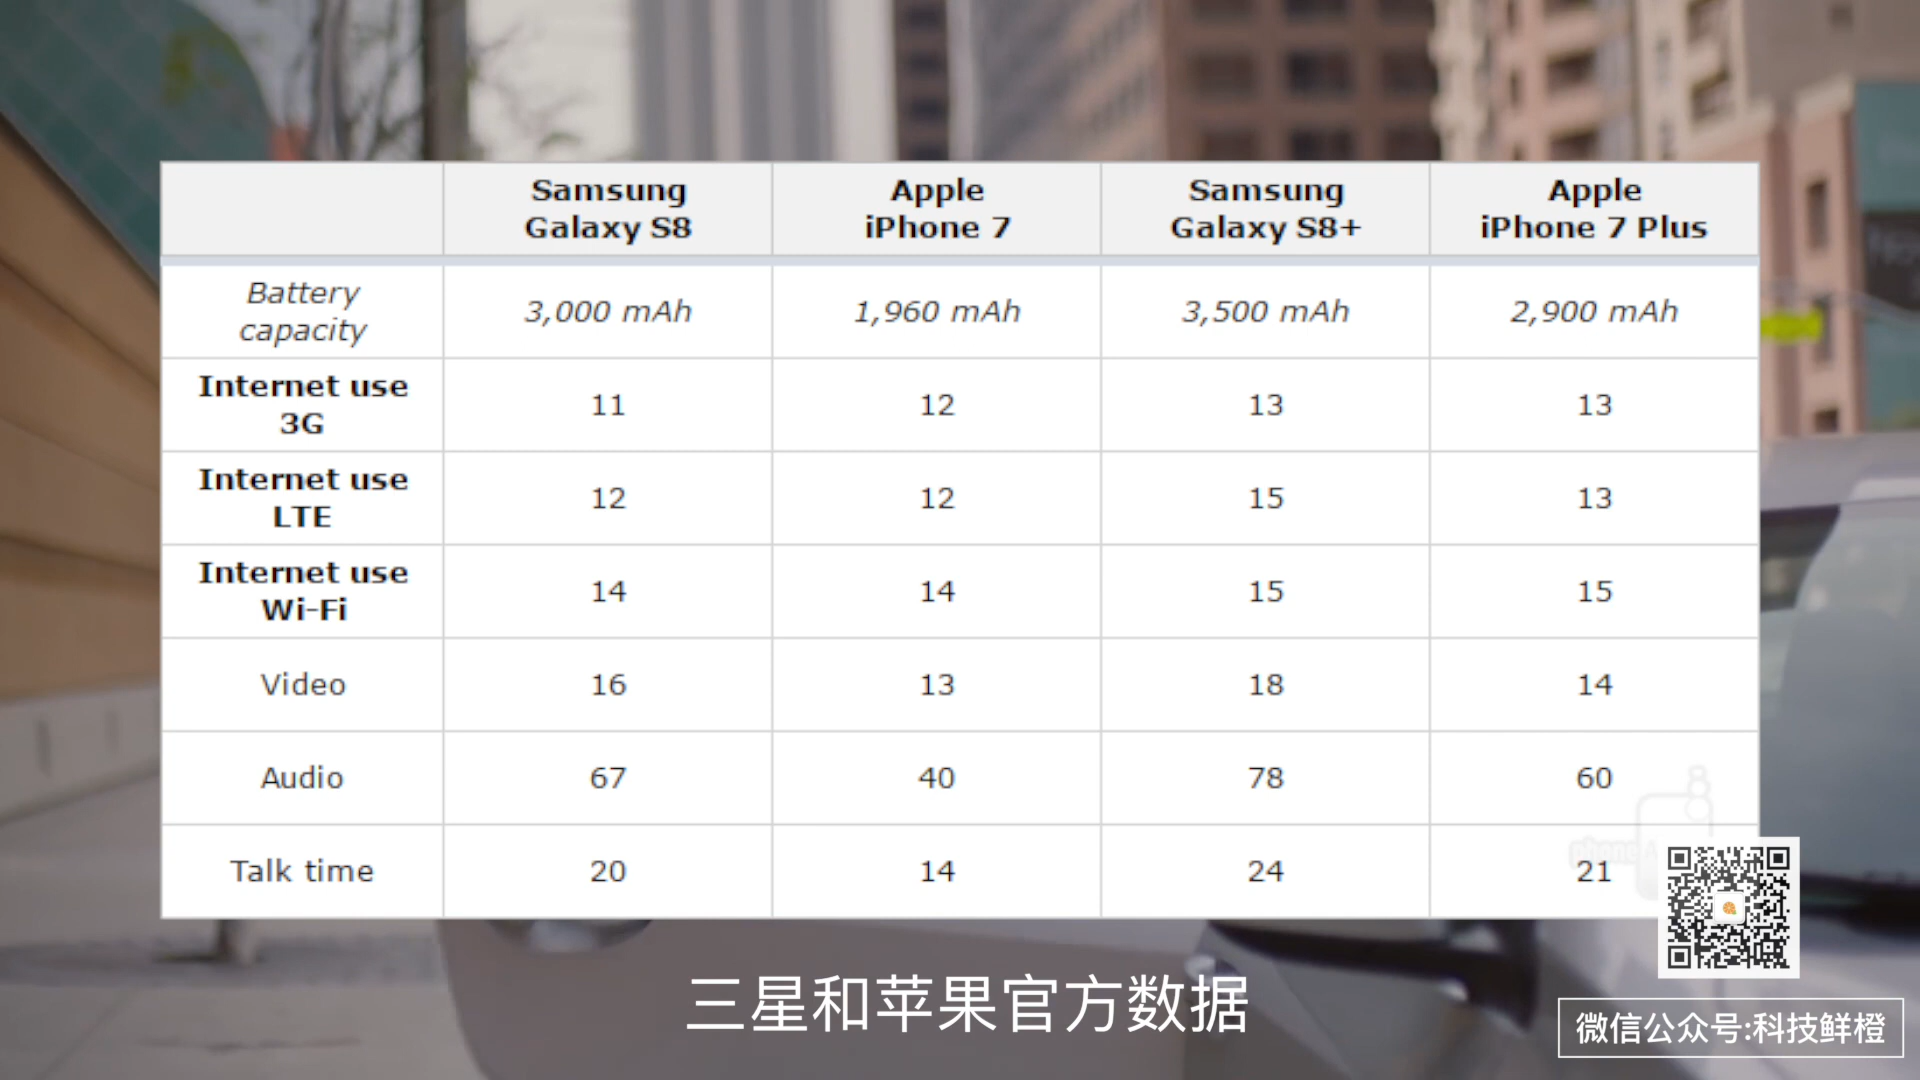 Samsung
Galaxy S8
Apple
iPhone 7
Samsung
Galaxy S8+
Apple
iPhone 7 Plus
Battery
capacity
3,000 mAh
1,960 mAh
3,500 mAh
2,900 mAh
Internet use
3G
11
12
13
13
Internet use
LTE
12
12
15
13
Internet use
Wi-Fi
14
14
15
15
Video
16
13
18
14
Audio
67
40
78
60
Talk time
20
14
24
21
三星和苹果官方数据
微信公众号:科技鲜橙